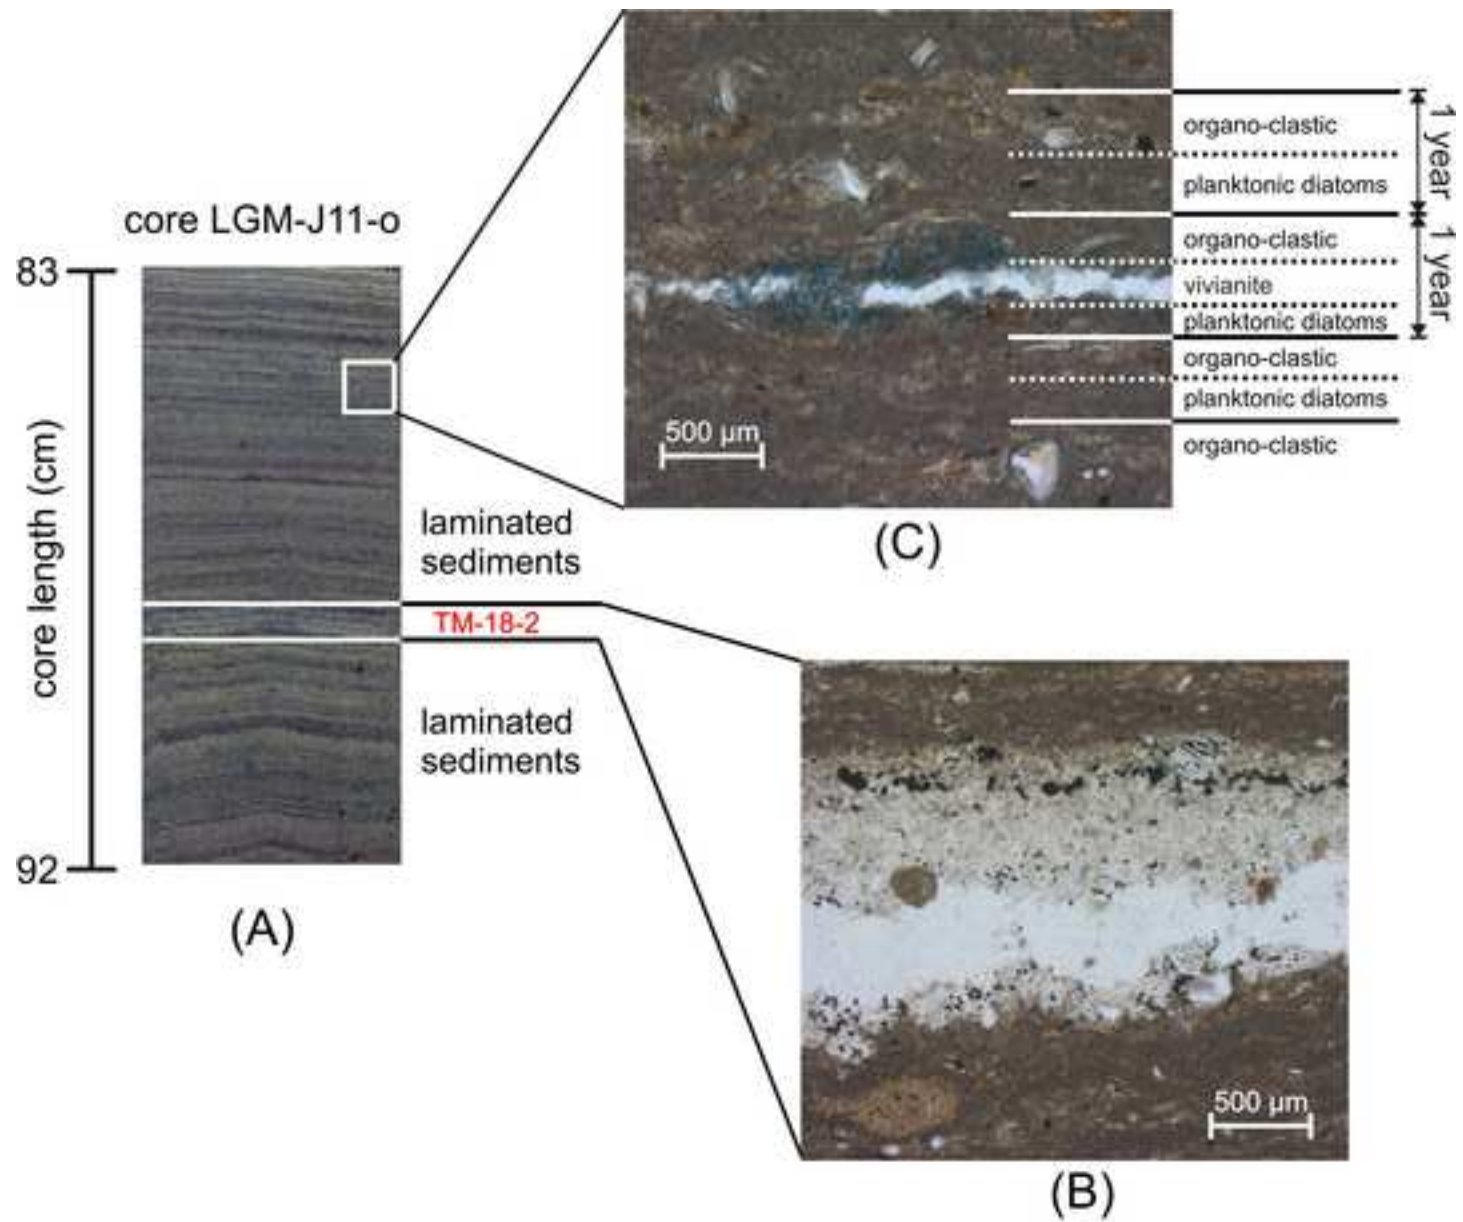 core LGM-J11-o
83
core length (cm)
92
(A)
laminated
sediments
TM-18-2
laminated
sediments
500 µm
organo-clastic
planktonic diatoms
organo-clastic
vivianite
planktonic diatoms
organo-clastic
planktonic diatoms
organo-clastic
1 year
1 year
(C)
500 µm
(B)